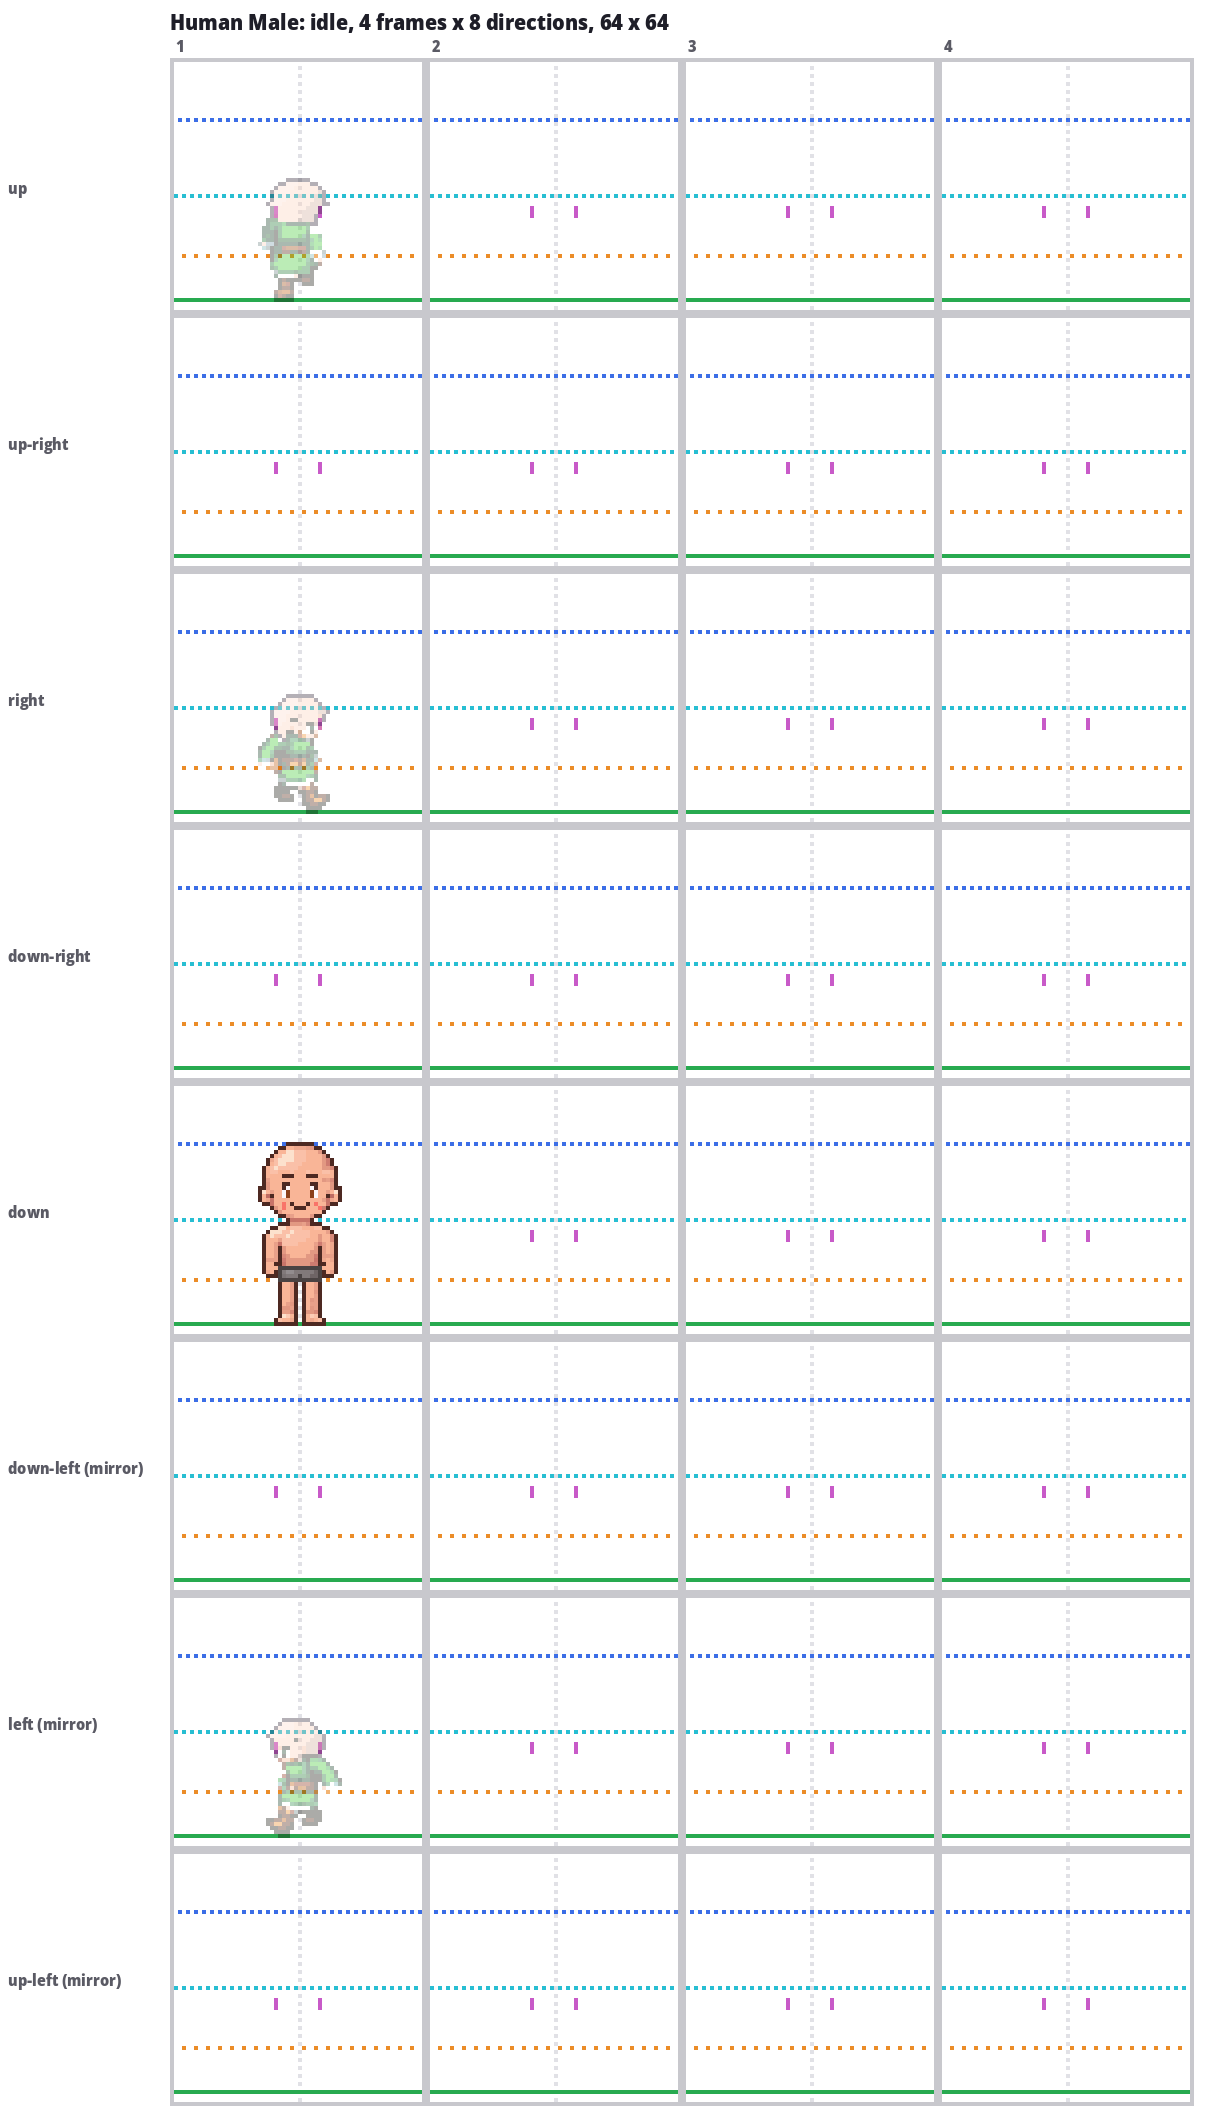 Human Male: idle, 4 frames x 8 directions, 64 x 64
1 2 3 4
up
up-right
right
down-right
down
down-left (mirror)
left (mirror)
up-left (mirror)